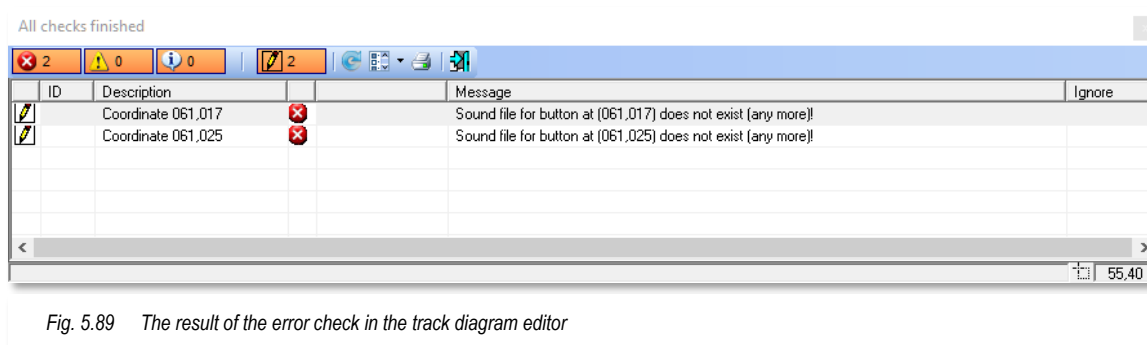 All checks finished
2 0 0 2
ID Description Message Ignore
Coordinate 061,017 Sound file for button at (061,017) does not exist (any more)!
Coordinate 061,025 Sound file for button at (061,025) does not exist (any more)!
55,40
Fig. 5.89 The result of the error check in the track diagram editor